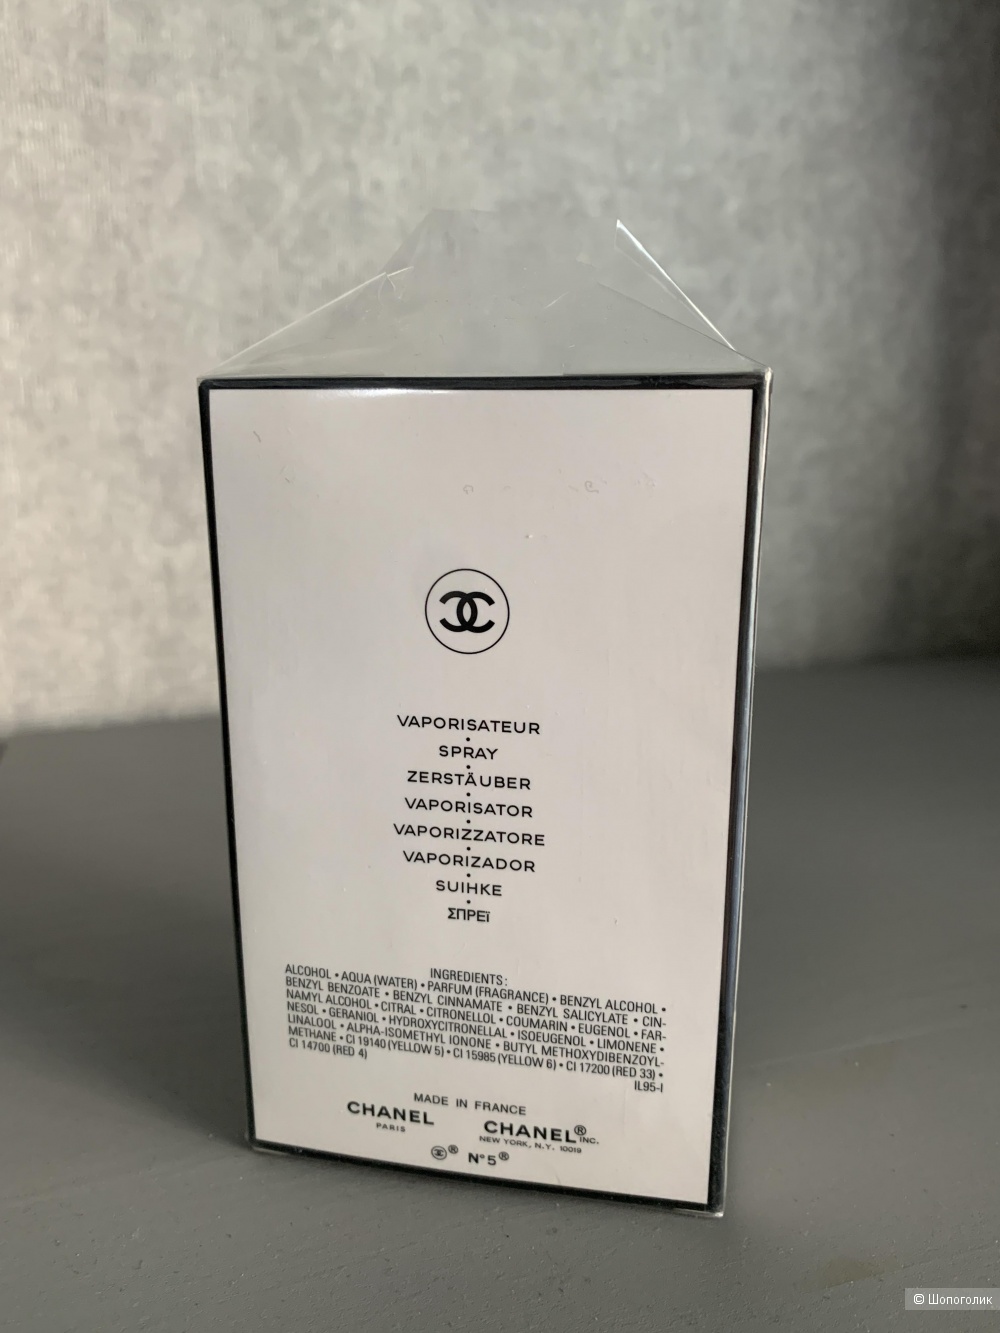 VAPORISATEUR
•
SPRAY
•
ZERSTÄUBER
•
VAPORISATOR
•
VAPORIZZATORE
•
VAPORIZADOR
•
SUIHKE
•
ΣΠΡΕΪ
INGREDIENTS:
ALCOHOL • AQUA (WATER) • PARFUM (FRAGRANCE) • BENZYL ALCOHOL •
BENZYL BENZOATE • BENZYL CINNAMATE • BENZYL SALICYLATE • CIN-
NAMYL ALCOHOL • CITRAL • CITRONELLOL • COUMARIN • EUGENOL • FAR-
NESOL • GERANIOL • HYDROXYCITRONELLAL • ISOEUGENOL • LIMONENE •
LINALOOL • ALPHA-ISOMETHYL IONONE • BUTYL METHOXYDIBENZOYL-
METHANE • CI 19140 (YELLOW 5) • CI 15985 (YELLOW 6) • CI 17200 (RED 33) •
CI 14700 (RED 4)
IL95-I
MADE IN FRANCE
CHANEL CHANEL® INC.
PARIS NEW YORK, N.Y. 10019
® N°5®
© Шопоголик